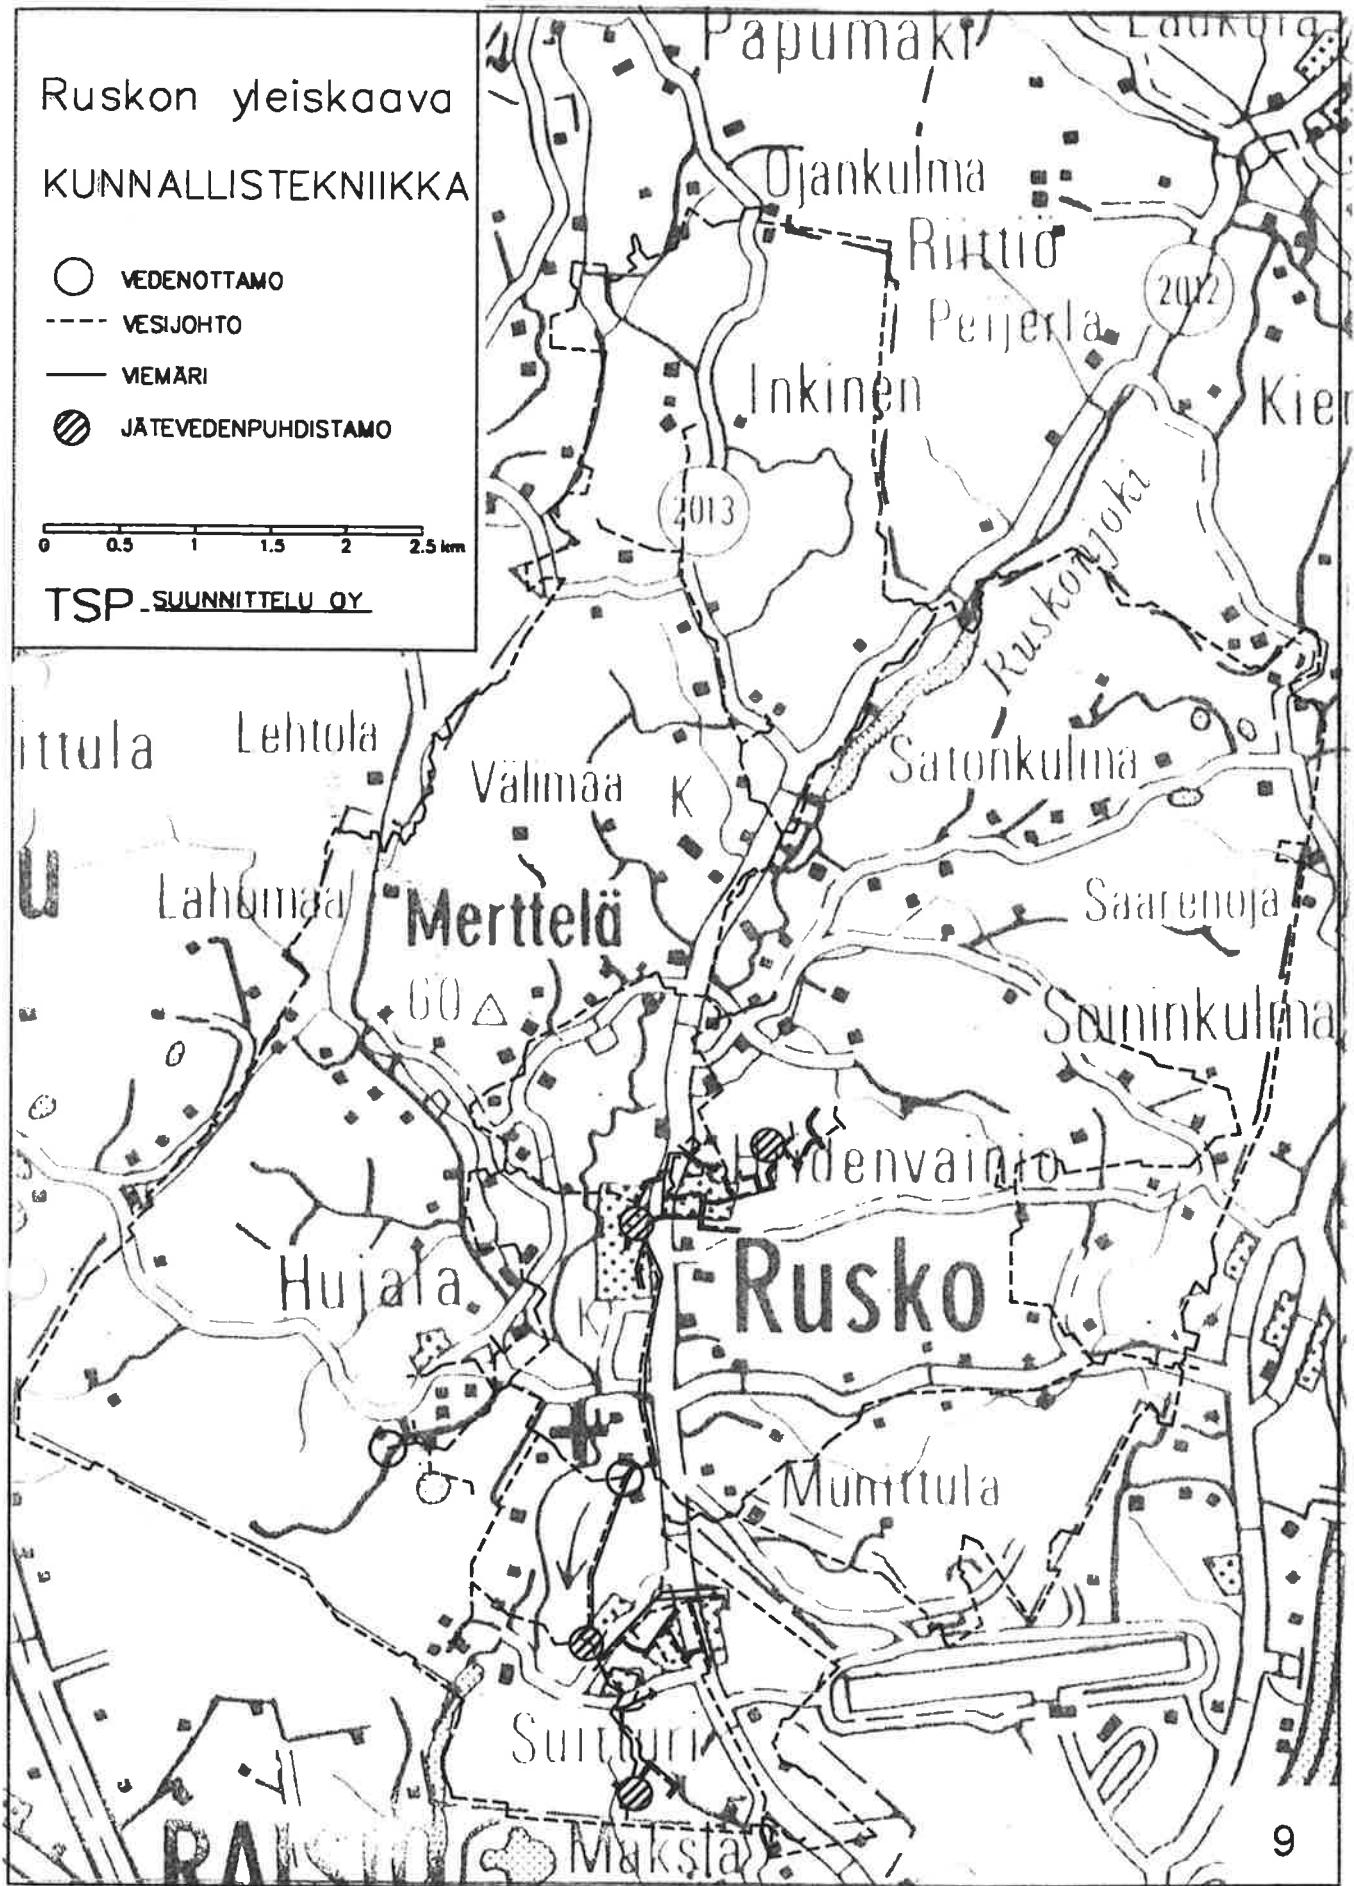 Ruskon yleiskaava
KUNNALLISTEKNIIKKA
VEDENOTTAMO
VESIJOHTO
VIEMÄRI
JÄTEVEDENPUHDISTAMO
0 0.5 1 1.5 2 2.5 km
TSP-SUUNNITTELU OY
Papumäki
Ojankulma
Riittiö
2012
Peijerla
Inkinen
Kier
2013
Ruskonjoki
ittula
Lehtola
Välimaa
K
Satonkulma
u
Lahumaa
Merttelä
Saarenoja
60
Soininkulma
Hujala
Rusko
K
Munittula
Maksla
9